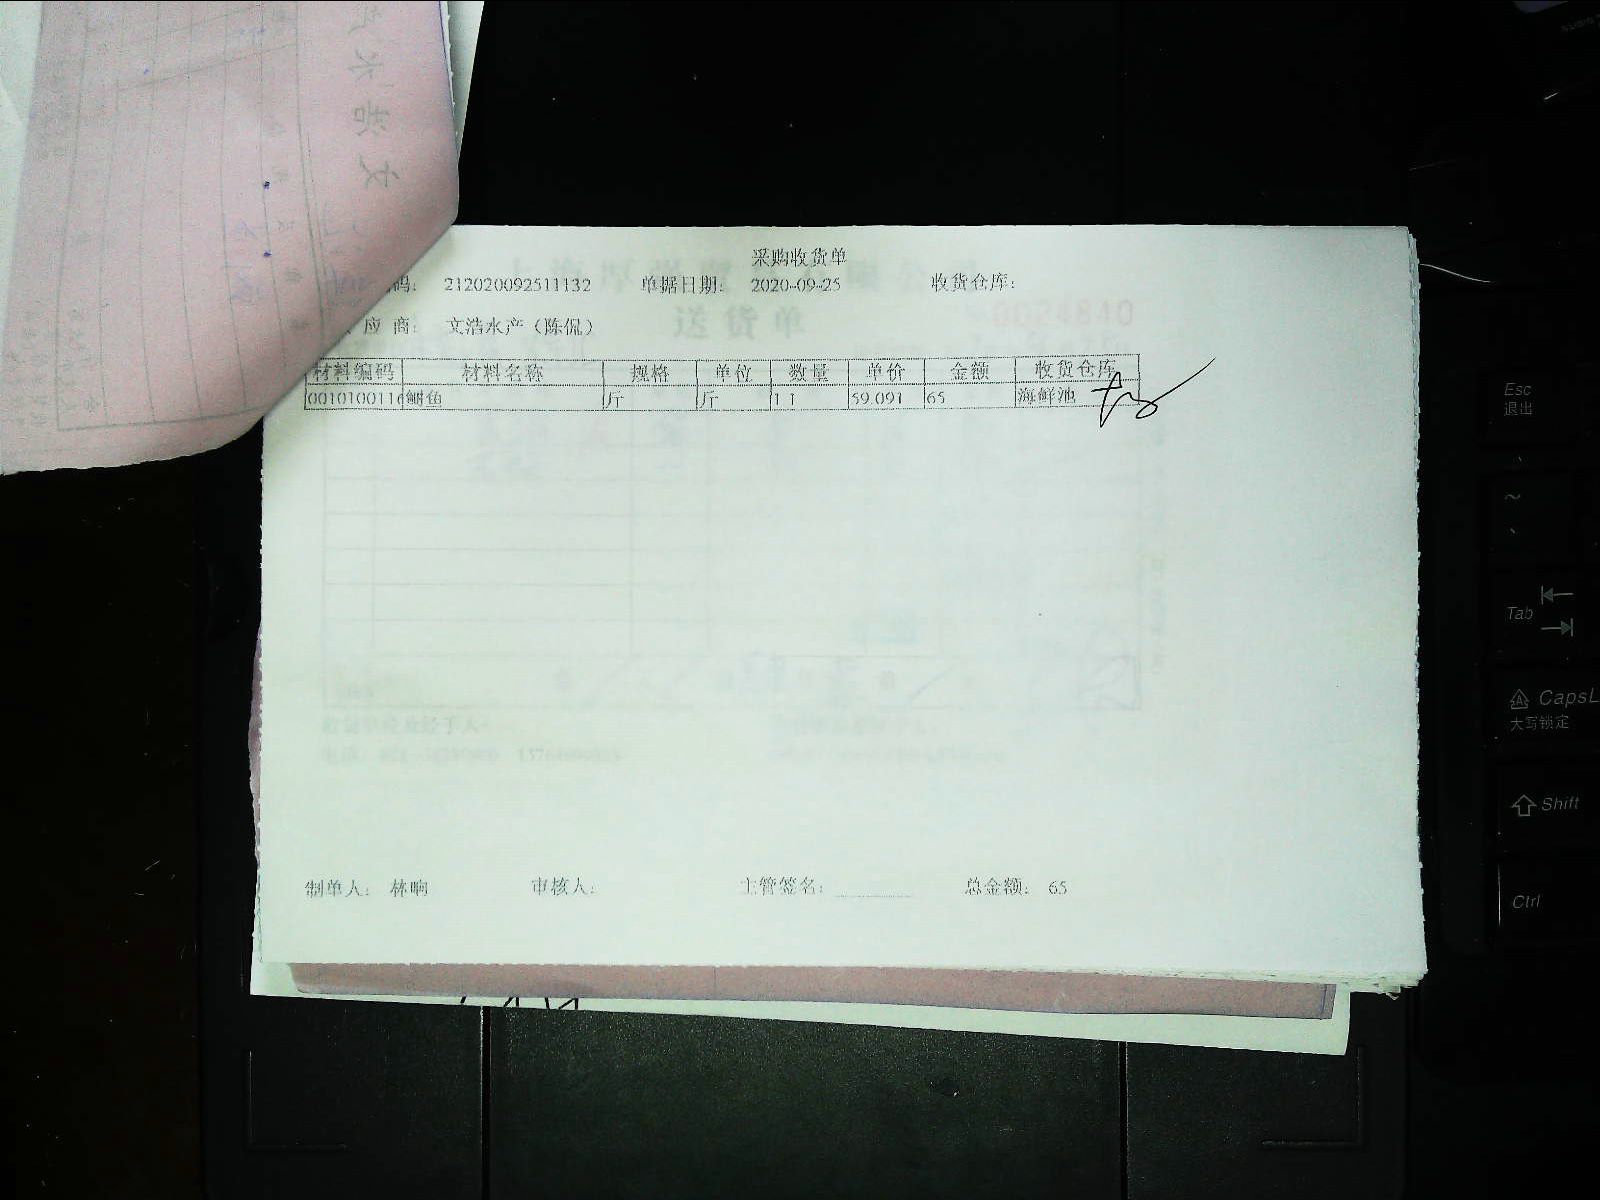 采购收货单
码： 212020092511132 单据日期： 2020-09-25 收货仓库：
应商： 文浩水产（陈侃）
材料编码 材料名称 规格 单位 数量 单价 金额 收货仓库
0010100116 鮰鱼 斤 斤 1.1 59.091 65 海鲜池
送货单
0024840
制单人： 林响 审核人： 主管签名： 总金额： 65
Esc
退出
~
Tab
CapsL
大写锁定
Shift
Ctrl